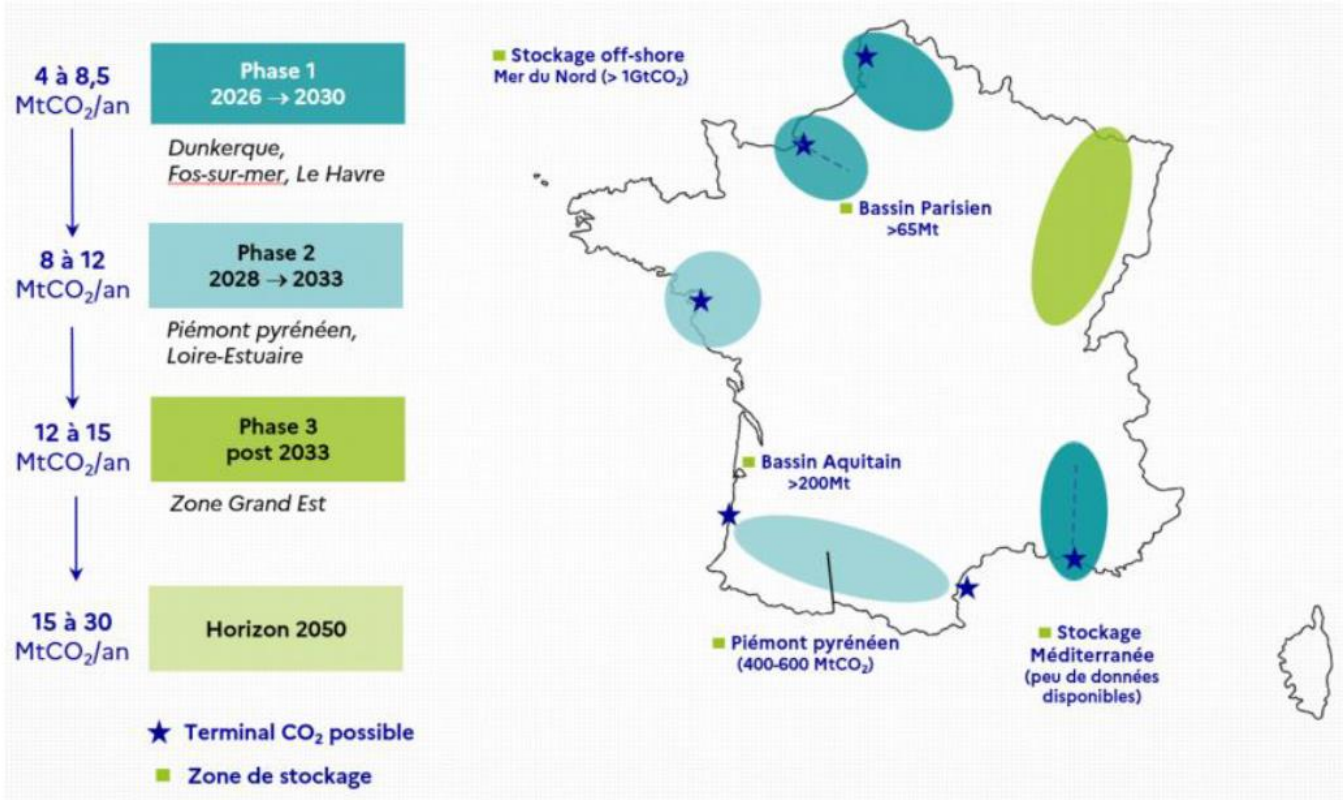 4 à 8,5
MtCO₂/an
Phase 1
2026 → 2030
Dunkerque,
Fos-sur-mer, Le Havre
8 à 12
MtCO₂/an
Phase 2
2028 → 2033
Piémont pyrénéen,
Loire-Estuaire
12 à 15
MtCO₂/an
Phase 3
post 2033
Zone Grand Est
15 à 30
MtCO₂/an
Horizon 2050
Terminal CO₂ possible
Zone de stockage
Stockage off-shore
Mer du Nord (> 1GtCO₂)
Bassin Parisien
>65Mt
Bassin Aquitain
>200Mt
Piémont pyrénéen
(400-600 MtCO₂)
Stockage
Méditerranée
(peu de données
disponibles)